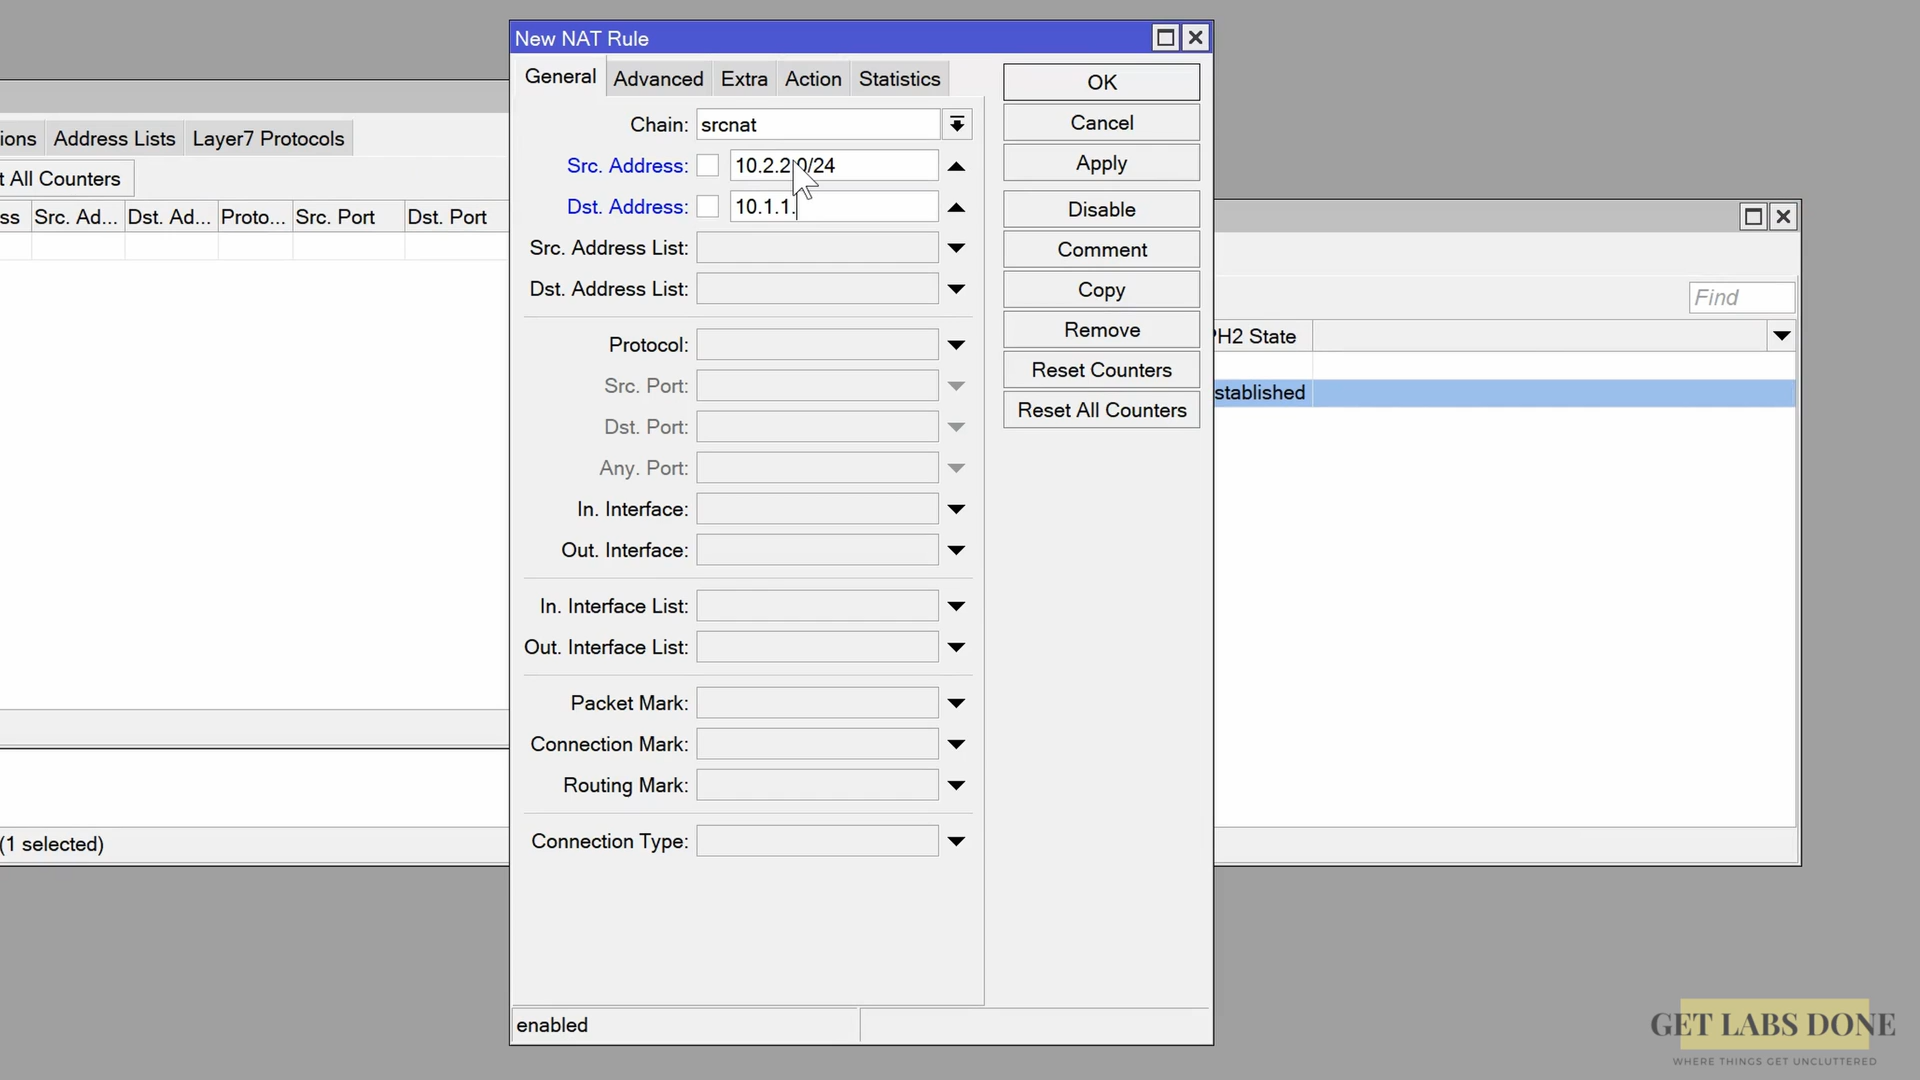 New NAT Rule
General Advanced Extra Action Statistics
Chain: srcnat
Src. Address: 10.2.2.0/24
Dst. Address: 10.1.1.
Src. Address List:
Dst. Address List:
Protocol:
Src. Port:
Dst. Port:
Any. Port:
In. Interface:
Out. Interface:
In. Interface List:
Out. Interface List:
Packet Mark:
Connection Mark:
Routing Mark:
Connection Type:
enabled
OK
Cancel
Apply
Disable
Comment
Copy
Remove
Reset Counters
Reset All Counters
ions Address Lists Layer7 Protocols
t All Counters
ss Src. Ad... Dst. Ad... Proto... Src. Port Dst. Port
(1 selected)
Find
PH2 State
stablished
GET LABS DONE
WHERE THINGS GET UNCLUTTERED